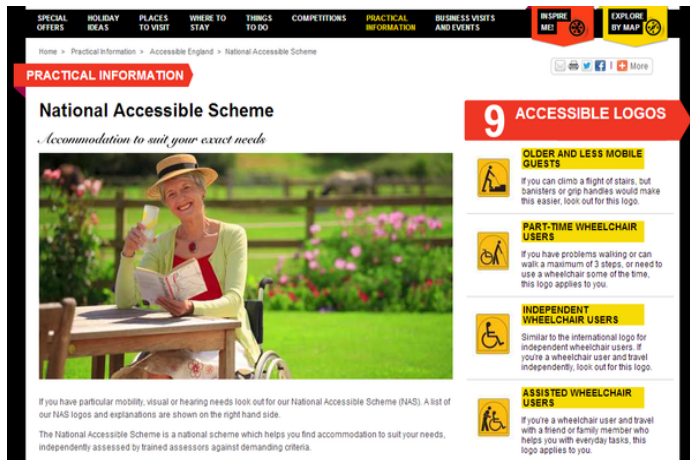 SPECIAL OFFERS
HOLIDAY IDEAS
PLACES TO VISIT
WHERE TO STAY
THINGS TO DO
COMPETITIONS
PRACTICAL INFORMATION
BUSINESS VISITS AND EVENTS
INSPIRE ME!
EXPLORE BY MAP
Home > Practical Information > Accessible England > National Accessible Scheme
More
PRACTICAL INFORMATION
National Accessible Scheme
Accommodation to suit your exact needs
If you have particular mobility, visual or hearing needs look out for our National Accessible Scheme (NAS). A list of
our NAS logos and explanations are shown on the right hand side.
The National Accessible Scheme is a national scheme which helps you find accommodation to suit your needs,
independently assessed by trained assessors against demanding criteria.
9 ACCESSIBLE LOGOS
OLDER AND LESS MOBILE
GUESTS
If you can climb a flight of stairs, but
banisters or grip handles would make
this easier, look out for this logo.
PART-TIME WHEELCHAIR
USERS
If you have problems walking or can
walk a maximum of 3 steps, or need to
use a wheelchair some of the time,
this logo applies to you.
INDEPENDENT
WHEELCHAIR USERS
Similar to the international logo for
independent wheelchair users. If
you're a wheelchair user and travel
independently, look out for this logo.
ASSISTED WHEELCHAIR
USERS
If you're a wheelchair user and travel
with a friend or family member who
helps you with everyday tasks, this
logo applies to you.